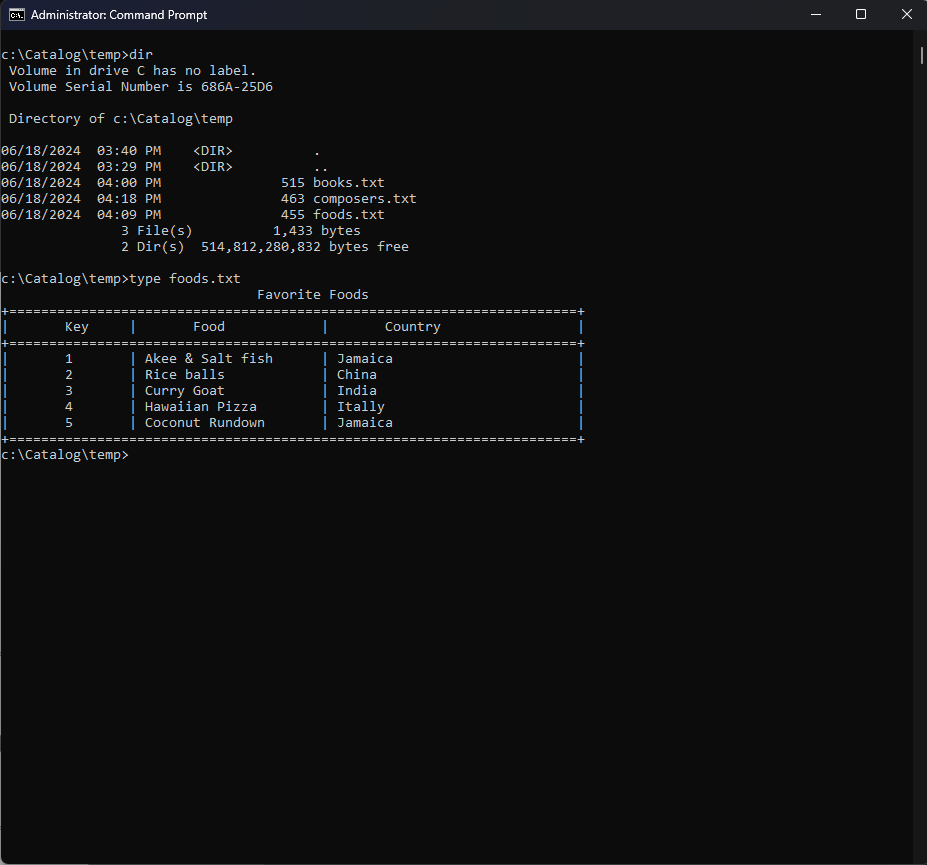 Administrator: Command Prompt
c:\Catalog\temp>dir
 Volume in drive C has no label.
 Volume Serial Number is 686A-25D6
 Directory of c:\Catalog\temp
06/18/2024  03:40 PM    <DIR>          .
06/18/2024  03:29 PM    <DIR>          ..
06/18/2024  04:00 PM               515 books.txt
06/18/2024  04:18 PM               463 composers.txt
06/18/2024  04:09 PM               455 foods.txt
               3 File(s)          1,433 bytes
               2 Dir(s)  514,812,280,832 bytes free
c:\Catalog\temp>type foods.txt
                                Favorite Foods
+=======================================================================+
|       Key     |       Food            |       Country                 |
+=======================================================================+
|       1       | Akee & Salt fish      | Jamaica                       |
|       2       | Rice balls            | China                         |
|       3       | Curry Goat            | India                         |
|       4       | Hawaiian Pizza        | Itally                        |
|       5       | Coconut Rundown       | Jamaica                       |
+=======================================================================+
c:\Catalog\temp>